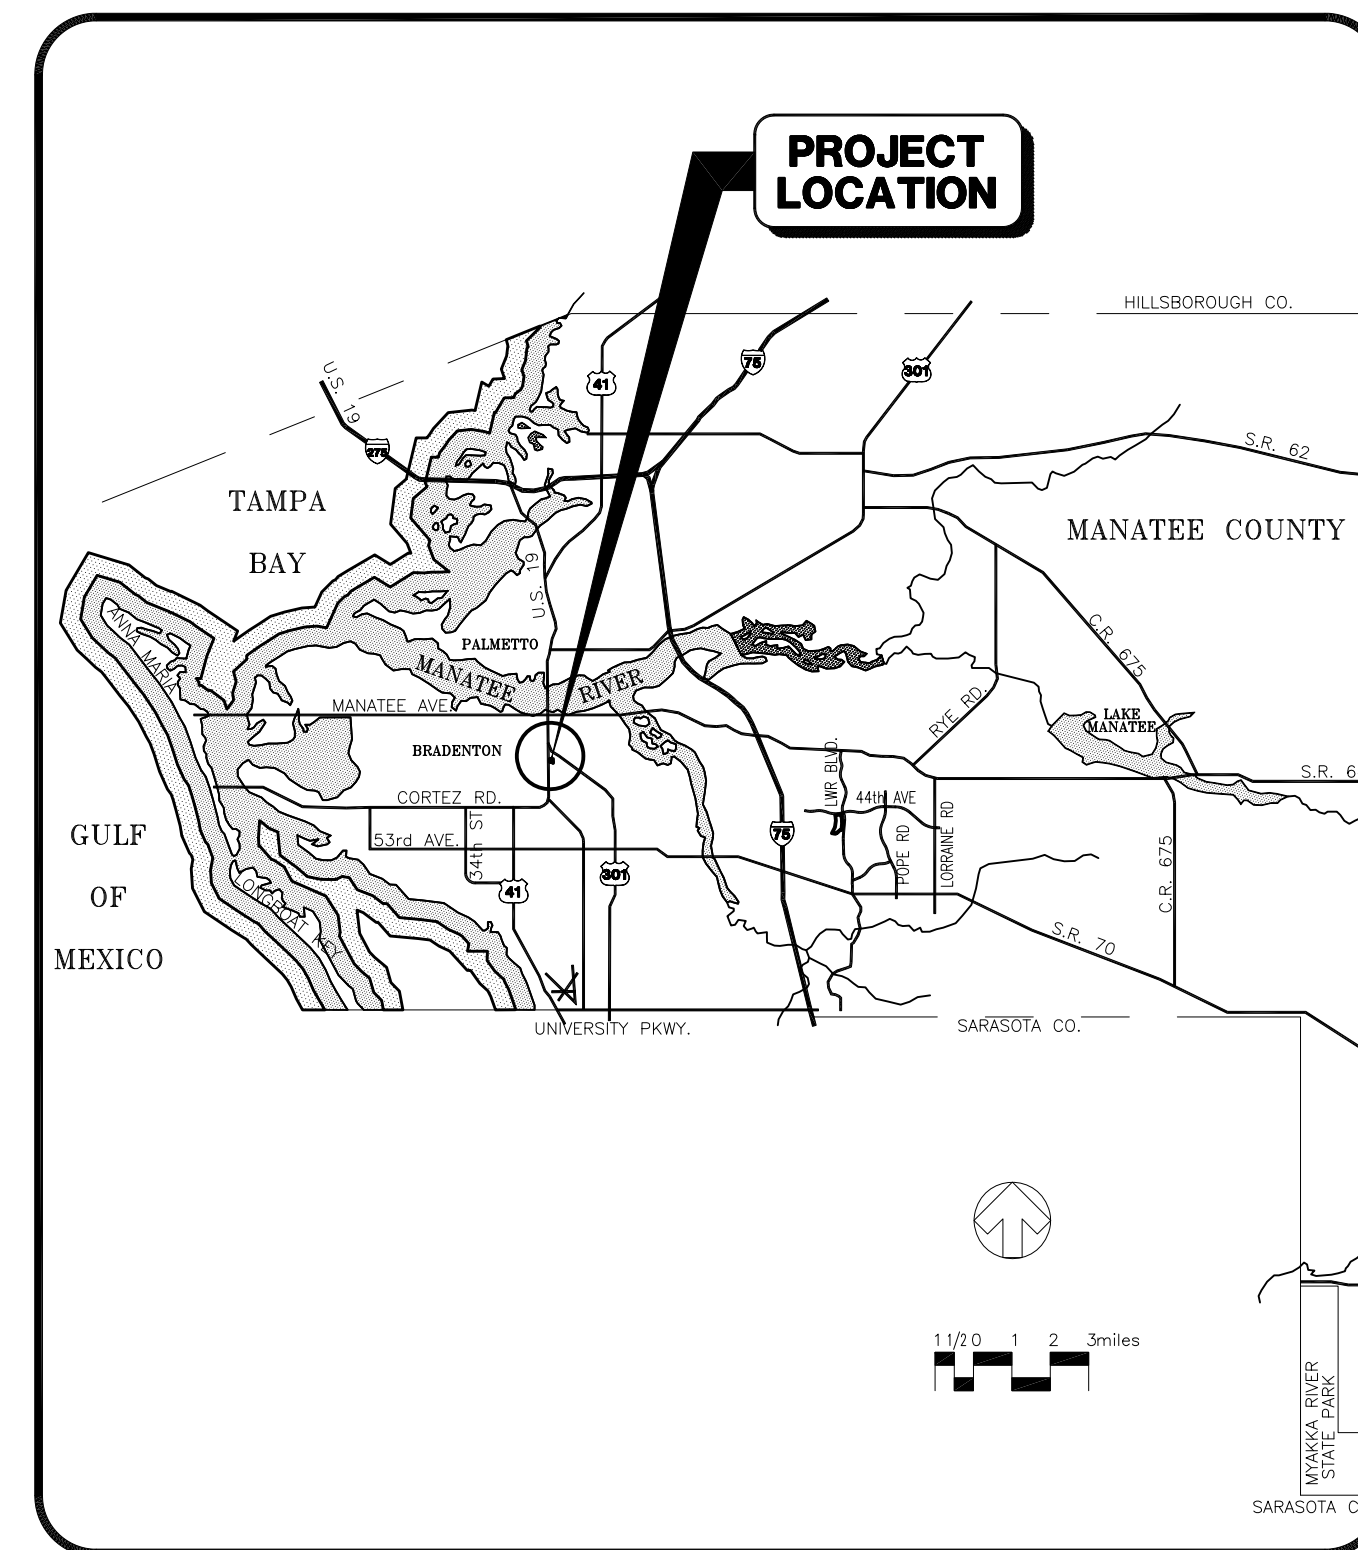 PROJECT
LOCATION
HILLSBOROUGH CO.
U.S. 19
275
41
75
301
S.R. 62
TAMPA
BAY
MANATEE COUNTY
U.S. 19
ANNA MARIA
PALMETTO
MANATEE RIVER
C.R. 675
RYE RD.
LAKE
MANATEE
MANATEE AVE.
BRADENTON
LWR BLVD.
S.R. 6
CORTEZ RD.
44th AVE
GULF
OF
MEXICO
53rd AVE.
34th ST
75
POPE RD
LORRAINE RD
C.R. 675
301
41
LONGBOAT KEY
S.R. 70
UNIVERSITY PKWY.
SARASOTA CO.
1 1/2 0 1 2 3miles
MYAKKA RIVER
STATE PARK
SARASOTA C